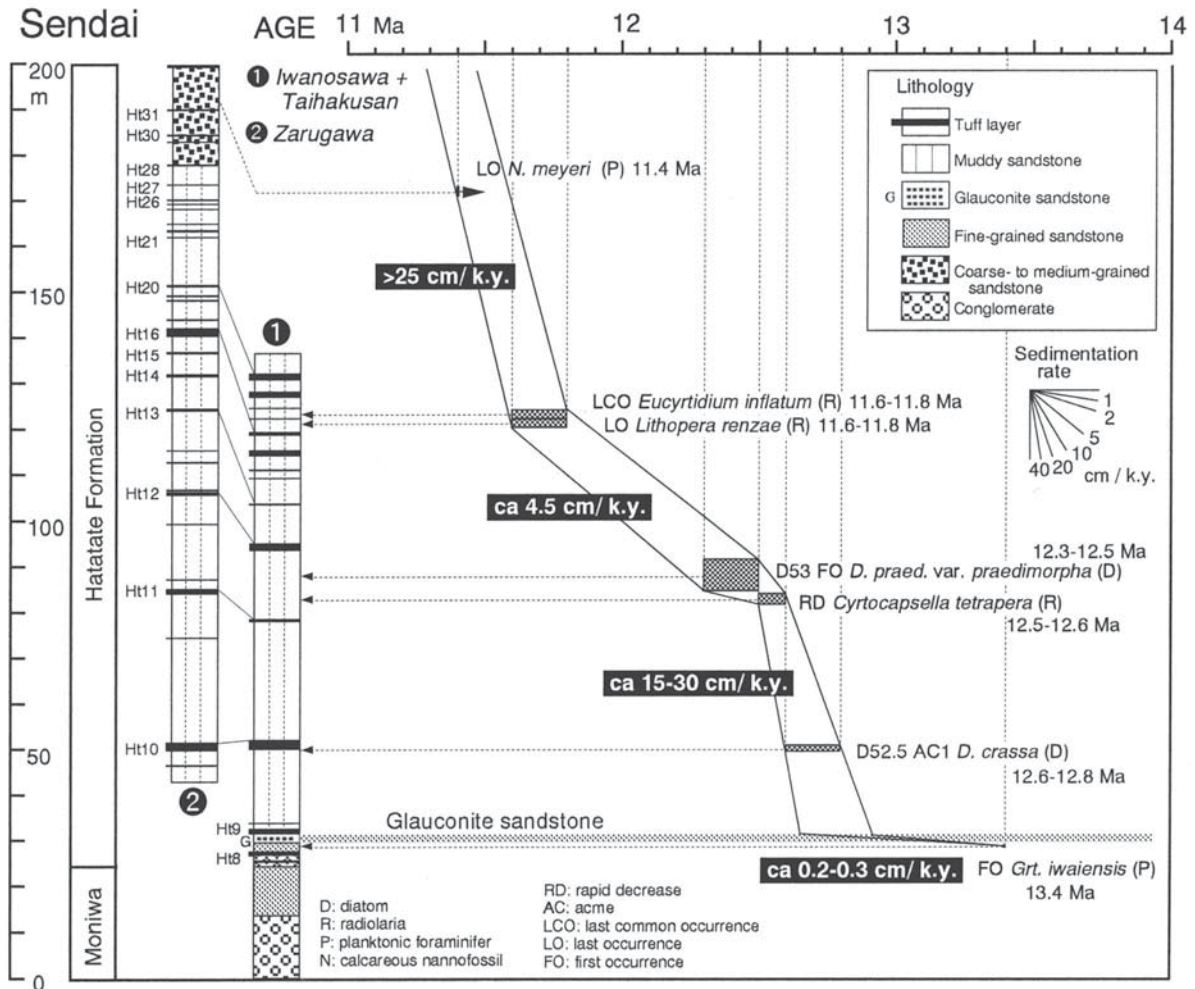 Sendai
AGE
11 Ma
12
13
14
200
m
150
100
50
0
Hatatate Formation
Moniwa
Ht31
Ht30
Ht28
Ht27
Ht26
Ht21
Ht20
Ht16
Ht15
Ht14
Ht13
Ht12
Ht11
Ht10
Ht9
G
Ht8
❶ Iwanosawa +
Taihakusan
❷ Zarugawa
❶
❷
LO N. meyeri (P) 11.4 Ma
>25 cm/ k.y.
LCO Eucyrtidium inflatum (R) 11.6-11.8 Ma
LO Lithopera renzae (R) 11.6-11.8 Ma
ca 4.5 cm/k.y.
12.3-12.5 Ma
D53 FO D. praed. var. praedimorpha (D)
RD Cyrtocapsella tetrapera (R)
12.5-12.6 Ma
ca 15-30 cm/ k.y.
D52.5 AC1 D. crassa (D)
12.6-12.8 Ma
Glauconite sandstone
ca 0.2-0.3 cm/k.y.
FO Grt. iwaiensis (P)
13.4 Ma
Lithology
Tuff layer
Muddy sandstone
G
Glauconite sandstone
Fine-grained sandstone
Coarse- to medium-grained
sandstone
Conglomerate
Sedimentation
rate
1
2
5
10
20
40
cm / k.y.
D: diatom
R: radiolaria
P: planktonic foraminifer
N: calcareous nannofossil
RD: rapid decrease
AC: acme
LCO: last common occurrence
LO: last occurrence
FO: first occurrence